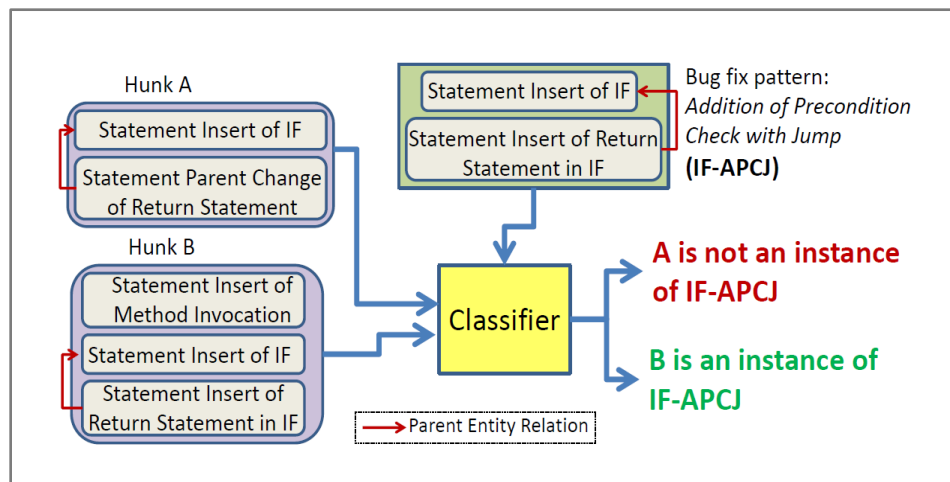 Hunk A
Statement Insert of IF
Statement Parent Change
of Return Statement
Hunk B
Statement Insert of
Method Invocation
Statement Insert of IF
Statement Insert of
Return Statement in IF
Statement Insert of IF
Statement Insert of Return
Statement in IF
Bug fix pattern:
Addition of Precondition
Check with Jump
(IF-APCJ)
Classifier
A is not an instance
of IF-APCJ
B is an instance of
IF-APCJ
Parent Entity Relation